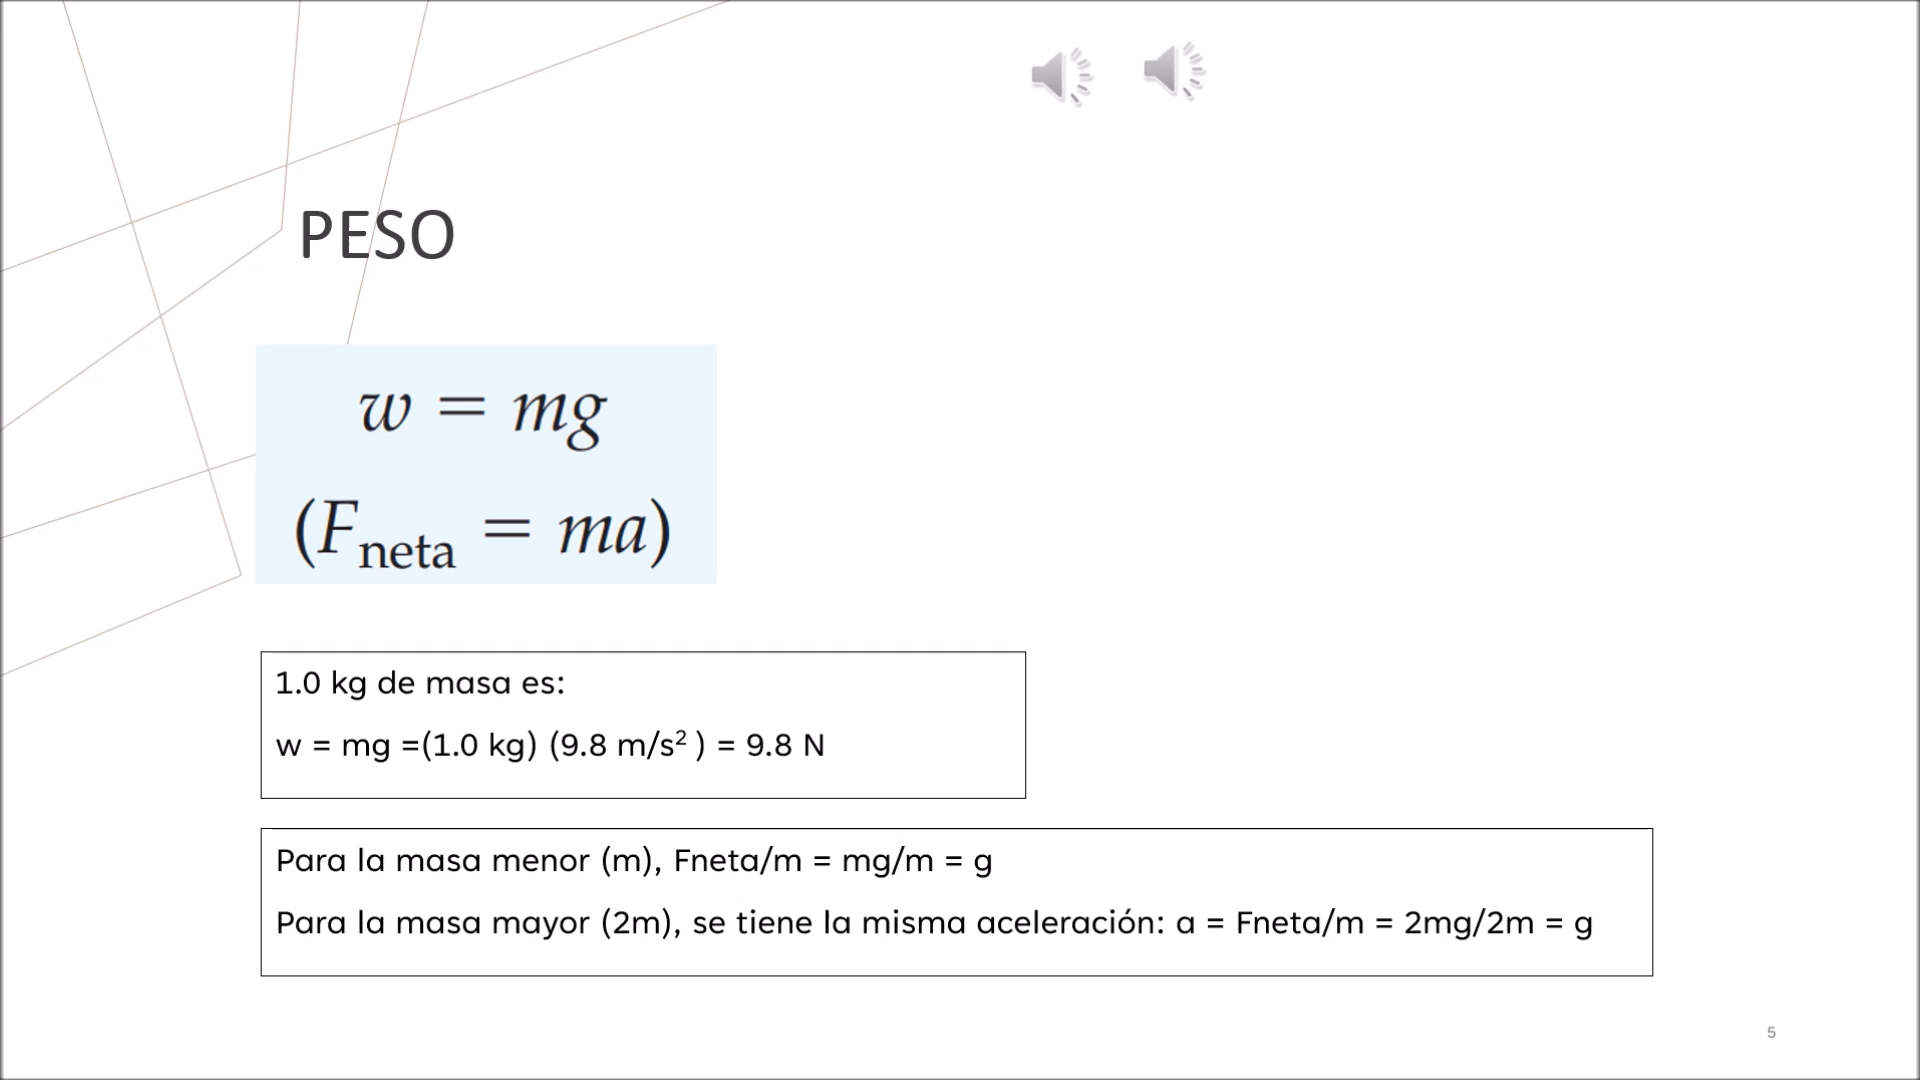 PESO
w = mg
(Fneta = ma)
1.0 kg de masa es:
w = mg =(1.0 kg) (9.8 m/s² ) = 9.8 N
Para la masa menor (m), Fneta/m = mg/m = g
Para la masa mayor (2m), se tiene la misma aceleración: a = Fneta/m = 2mg/2m = g
5